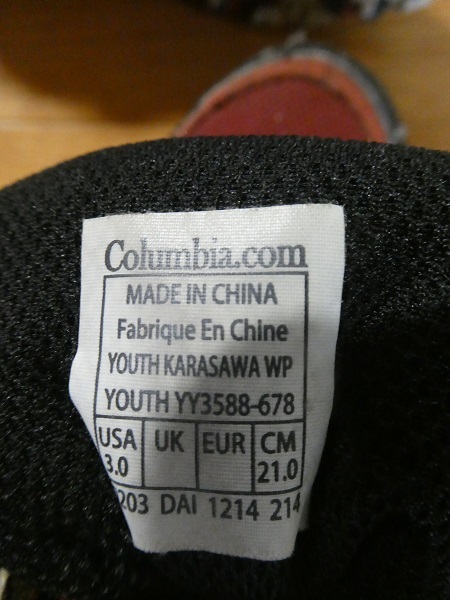 Columbia.com
MADE IN CHINA
Fabrique En Chine
YOUTH KARASAWA WP
YOUTH YY3588-678
USA UK EUR CM
3.0 21.0
203 DAI 1214 214